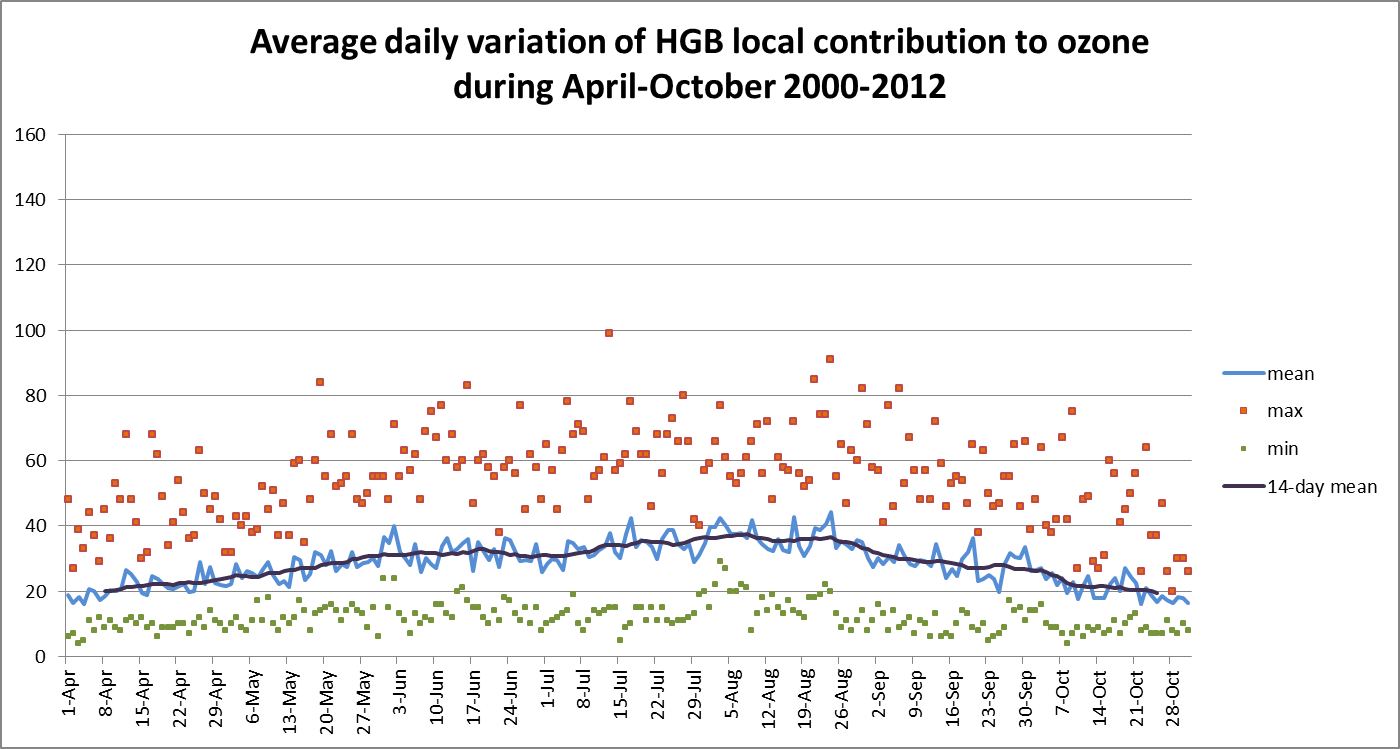 Average daily variation of HGB local contribution to ozone
during April-October 2000-2012
160
140
120
100
80
60
40
20
0
1-Apr
8-Apr
15-Apr
22-Apr
29-Apr
6-May
13-May
20-May
27-May
3-Jun
10-Jun
17-Jun
24-Jun
1-Jul
8-Jul
15-Jul
22-Jul
29-Jul
5-Aug
12-Aug
19-Aug
26-Aug
2-Sep
9-Sep
16-Sep
23-Sep
30-Sep
7-Oct
14-Oct
21-Oct
28-Oct
mean
max
min
14-day mean